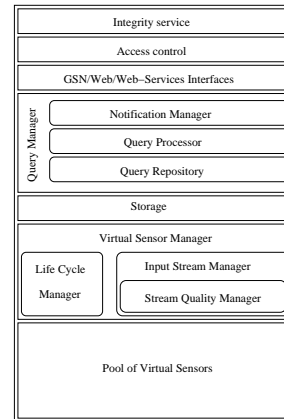 Integrity service
Access control
GSN/Web/Web–Services Interfaces
Query Manager
Notification Manager
Query Processor
Query Repository
Storage
Virtual Sensor Manager
Life Cycle
Manager
Input Stream Manager
Stream Quality Manager
Pool of Virtual Sensors